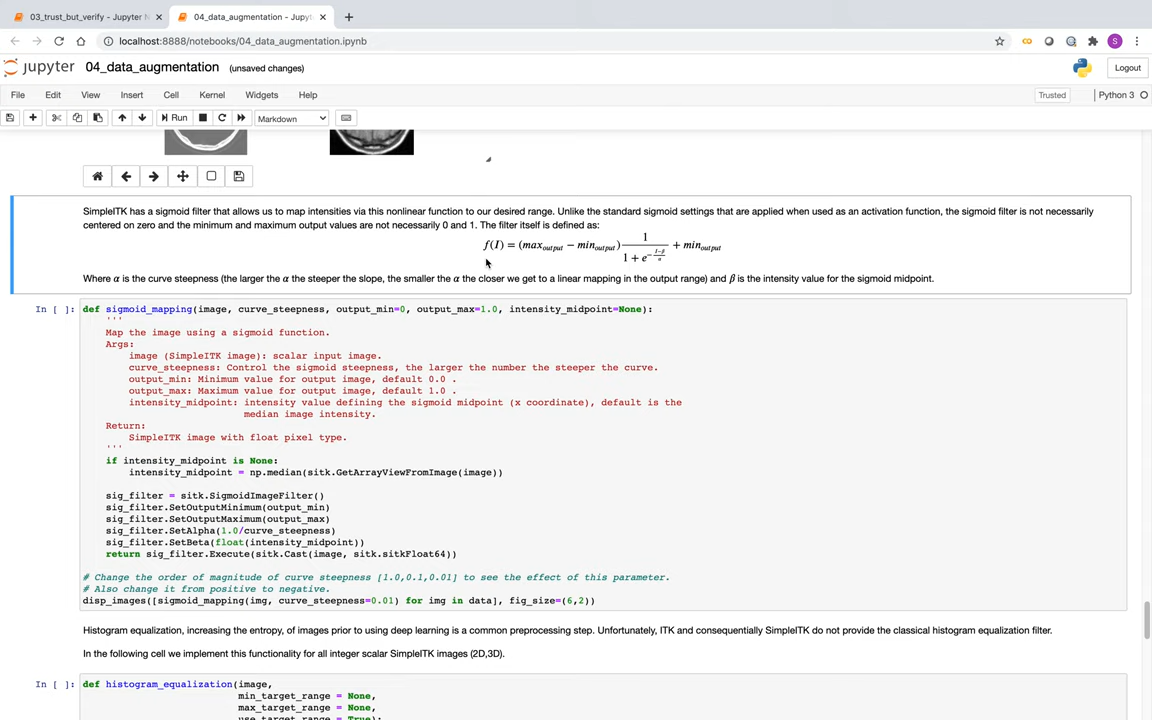 03_trust_but_verify - Jupyter N
04_data_augmentation - Jupyt
localhost:8888/notebooks/04_data_augmentation.ipynb
S
jupyter 04_data_augmentation (unsaved changes)
Logout
File Edit View Insert Cell Kernel Widgets Help
Trusted
Python 3
Run
Markdown
SimpleITK has a sigmoid filter that allows us to map intensities via this nonlinear function to our desired range. Unlike the standard sigmoid settings that are applied when used as an activation function, the sigmoid filter is not necessarily
centered on zero and the minimum and maximum output values are not necessarily 0 and 1. The filter itself is defined as:
f(I) = (max_output − min_output) 1 / (1 + e^(−(I−β)/α)) + min_output
Where α is the curve steepness (the larger the α the steeper the slope, the smaller the α the closer we get to a linear mapping in the output range) and β is the intensity value for the sigmoid midpoint.
In [ ]:
def sigmoid_mapping(image, curve_steepness, output_min=0, output_max=1.0, intensity_midpoint=None):
'''
Map the image using a sigmoid function.
Args:
image (SimpleITK image): scalar input image.
curve_steepness: Control the sigmoid steepness, the larger the number the steeper the curve.
output_min: Minimum value for output image, default 0.0 .
output_max: Maximum value for output image, default 1.0 .
intensity_midpoint: intensity value defining the sigmoid midpoint (x coordinate), default is the
median image intensity.
Return:
SimpleITK image with float pixel type.
'''
if intensity_midpoint is None:
intensity_midpoint = np.median(sitk.GetArrayViewFromImage(image))
sig_filter = sitk.SigmoidImageFilter()
sig_filter.SetOutputMinimum(output_min)
sig_filter.SetOutputMaximum(output_max)
sig_filter.SetAlpha(1.0/curve_steepness)
sig_filter.SetBeta(float(intensity_midpoint))
return sig_filter.Execute(sitk.Cast(image, sitk.sitkFloat64))
# Change the order of magnitude of curve steepness [1.0,0.1,0.01] to see the effect of this parameter.
# Also change it from positive to negative.
disp_images([sigmoid_mapping(img, curve_steepness=0.01) for img in data], fig_size=(6,2))
Histogram equalization, increasing the entropy, of images prior to using deep learning is a common preprocessing step. Unfortunately, ITK and consequentially SimpleITK do not provide the classical histogram equalization filter.
In the following cell we implement this functionality for all integer scalar SimpleITK images (2D,3D).
In [ ]:
def histogram_equalization(image,
min_target_range = None,
max_target_range = None,
use_target_range = True):